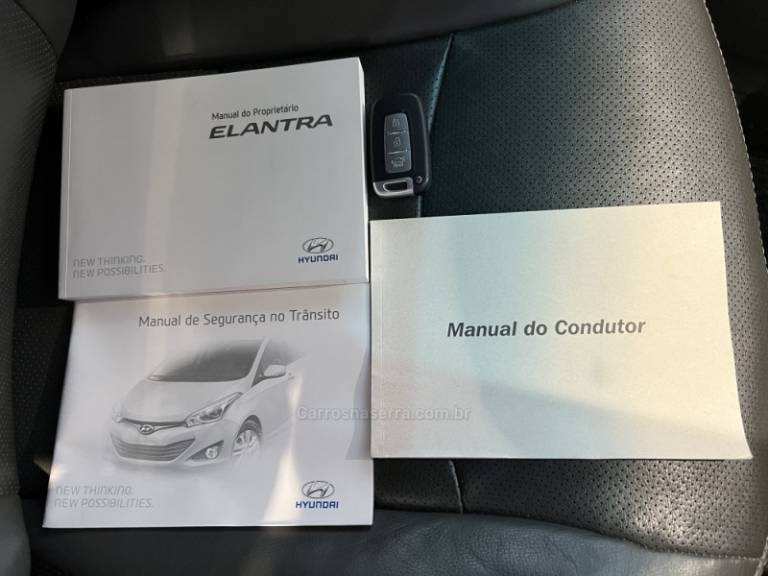 Manual do Proprietário
ELANTRA
NEW THINKING.
NEW POSSIBILITIES.
HYUNDAI
Manual de Segurança no Trânsito
Carrosnaserra.com.br
NEW THINKING.
NEW POSSIBILITIES.
HYUNDAI
Manual do Condutor